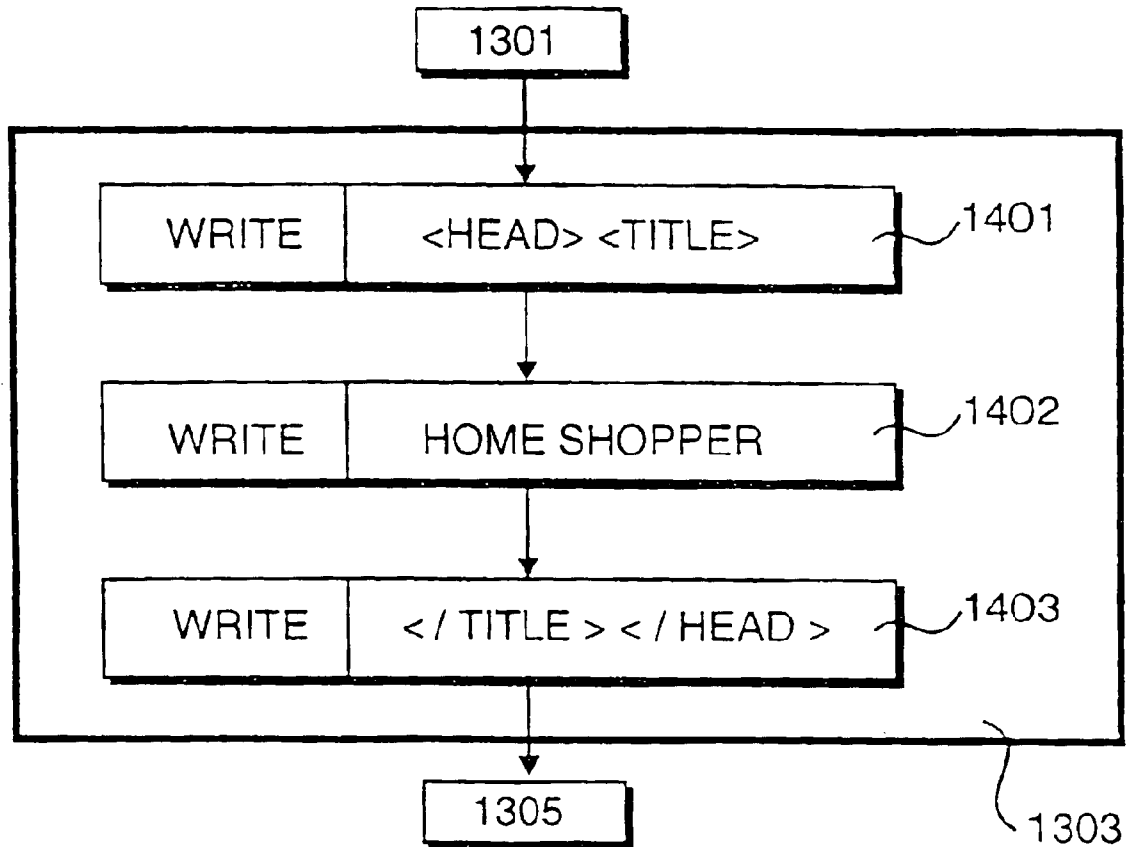 1301
WRITE <HEAD> <TITLE> 1401
WRITE HOME SHOPPER 1402
WRITE < / TITLE > < / HEAD > 1403
1305
1303